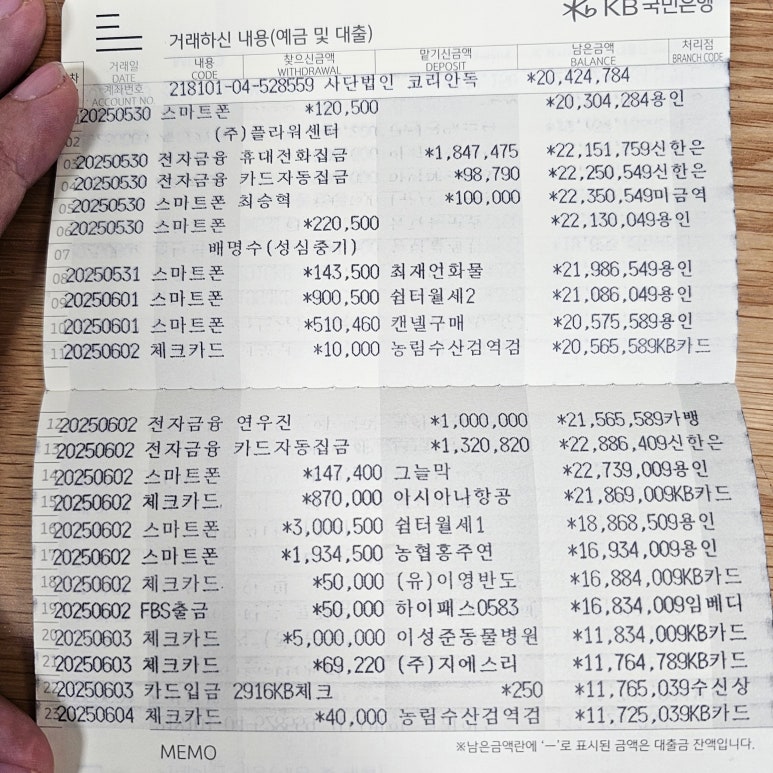 KB국민은행
거래하신 내용(예금 및 대출)
거래일 DATE 내용 CODE 찾으신금액 WITHDRAWAL 맡기신금액 DEPOSIT 남은금액 BALANCE 처리점 BRANCH CODE
계좌번호 ACCOUNT NO 218101-04-528559 사단법인 코리안독 *20,424,784
20250530 스마트폰 *120,500 *20,304,284용인
02 (주)플라워센터
03 20250530 전자금융 휴대전화집금 *1,847,475 *22,151,759신한은
04 20250530 전자금융 카드자동집금 *98,790 *22,250,549신한은
05 20250530 스마트폰 최승혁 *100,000 *22,350,549미금역
06 20250530 스마트폰 *220,500 *22,130,049용인
07 배명수(성심중기)
08 20250531 스마트폰 *143,500 최재언화물 *21,986,549용인
09 20250601 스마트폰 *900,500 쉼터월세2 *21,086,049용인
10 20250601 스마트폰 *510,460 캔넬구매 *20,575,589용인
11 20250602 체크카드 *10,000 농림수산검역검 *20,565,589KB카드
12 20250602 전자금융 연우진 *1,000,000 *21,565,589카뱅
13 20250602 전자금융 카드자동집금 *1,320,820 *22,886,409신한은
14 20250602 스마트폰 *147,400 그늘막 *22,739,009용인
15 20250602 체크카드 *870,000 아시아나항공 *21,869,009KB카드
16 20250602 스마트폰 *3,000,500 쉼터월세1 *18,868,509용인
17 20250602 스마트폰 *1,934,500 농협홍주연 *16,934,009용인
18 20250602 체크카드 *50,000 (유)이영반도 *16,884,009KB카드
19 20250602 FBS출금 *50,000 하이패스0583 *16,834,009임베디
20 20250603 체크카드 *5,000,000 이성준동물병원 *11,834,009KB카드
21 20250603 체크카드 *69,220 (주)지에스리 *11,764,789KB카드
22 20250603 카드입금 2916KB체크 *250 *11,765,039수신상
23 20250604 체크카드 *40,000 농림수산검역검 *11,725,039KB카드
MEMO
※남은금액란에 '–'로 표시된 금액은 대출금 잔액입니다.